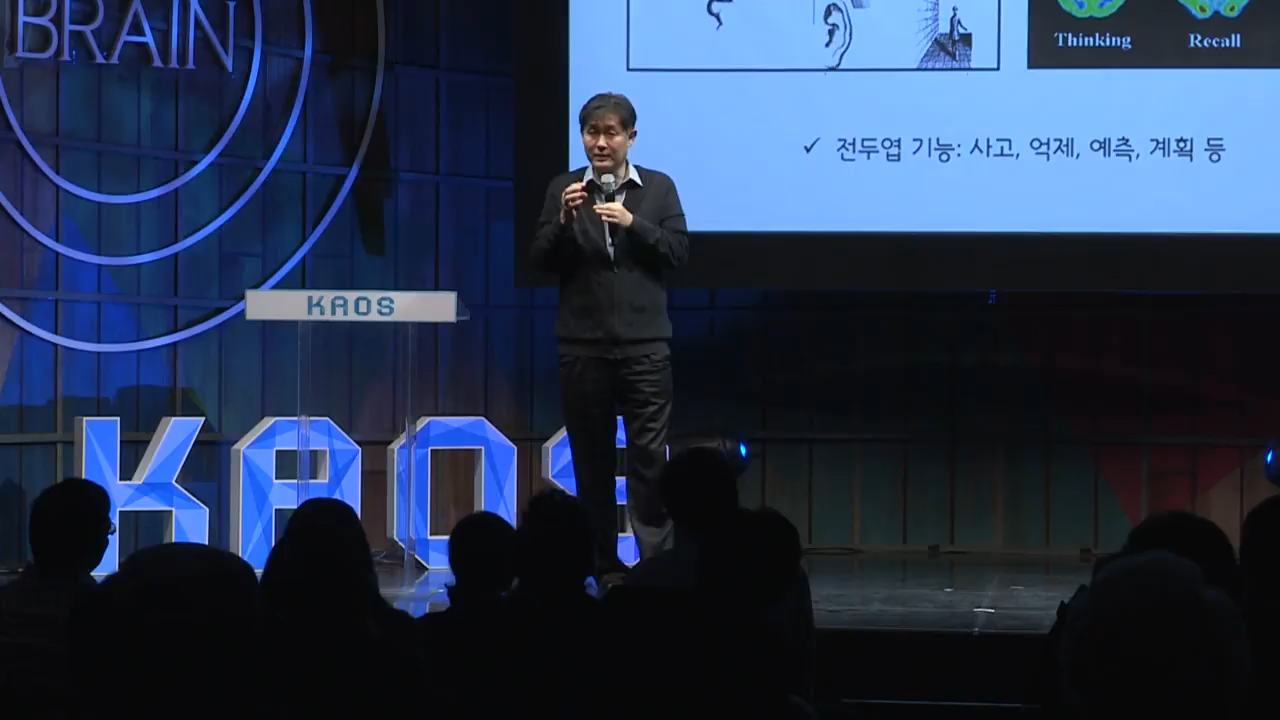 BRAIN
Thinking Recall
✓ 전두엽 기능: 사고, 억제, 예측, 계획 등
KAOS
KAOS